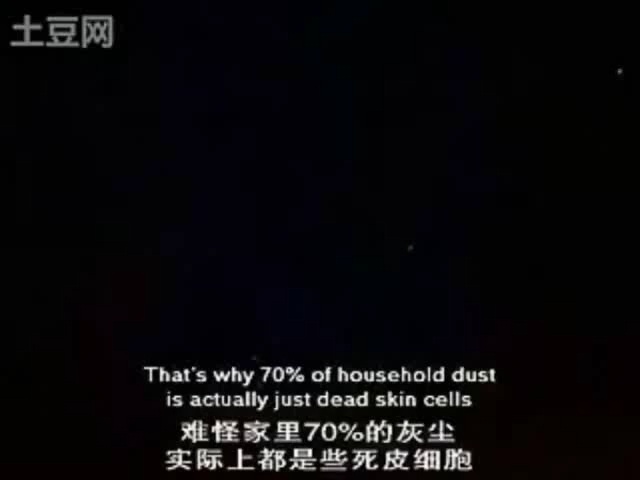 土豆网
That's why 70% of household dust
is actually just dead skin cells
难怪家里70%的灰尘
实际上都是些死皮细胞